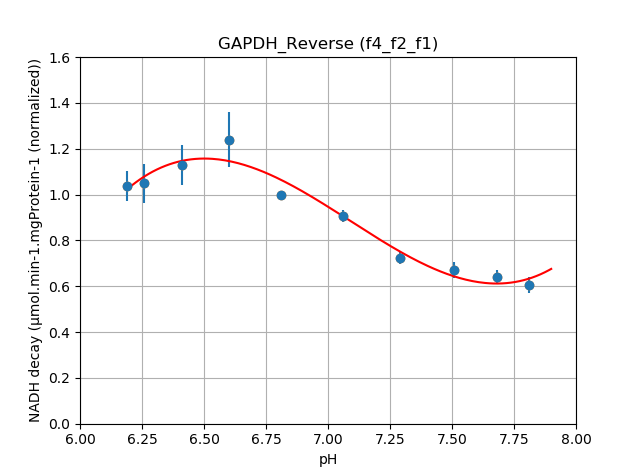 GAPDH_Reverse (f4_f2_f1)
NADH decay (µmol.min-1.mgProtein-1 (normalized))
1.6
1.4
1.2
1.0
0.8
0.6
0.4
0.2
0.0
6.00 6.25 6.50 6.75 7.00 7.25 7.50 7.75 8.00
pH